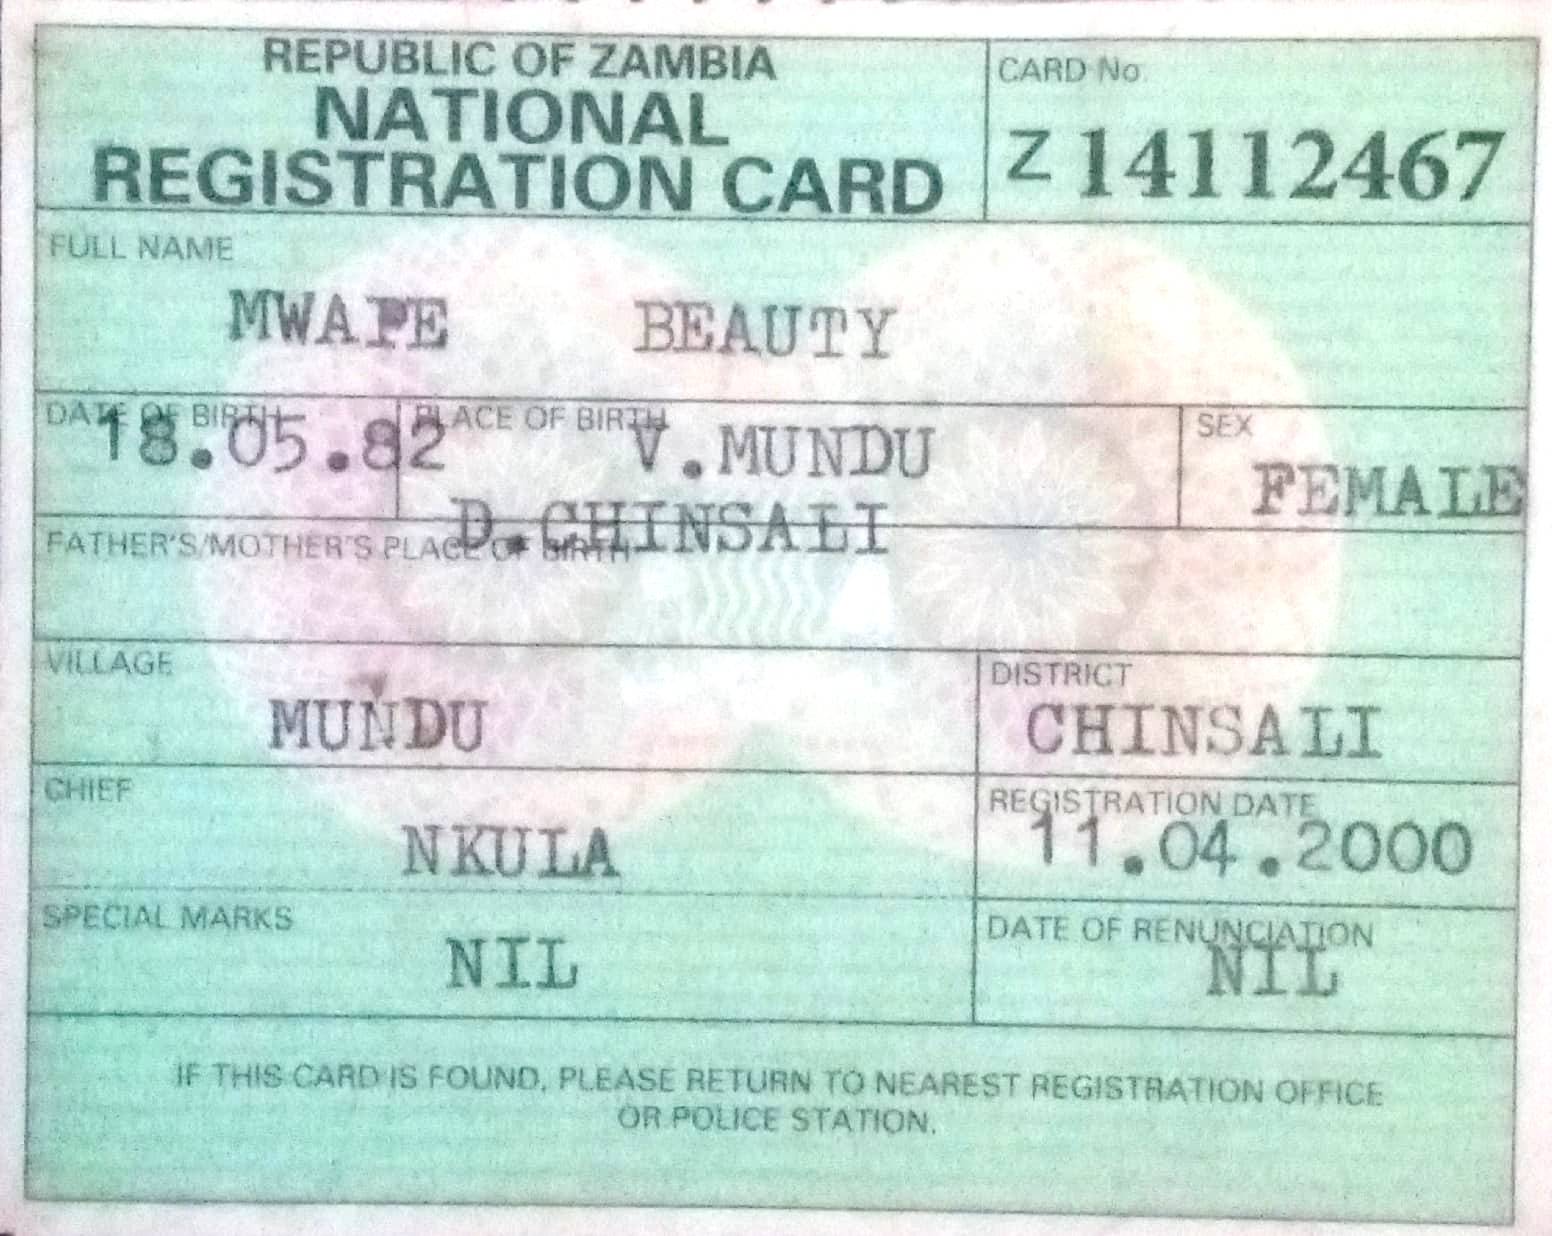 REPUBLIC OF ZAMBIA
NATIONAL
REGISTRATION CARD
CARD No.
Z 14112467
FULL NAME
MWAPE BEAUTY
DATE OF BIRTH
18.05.82
PLACE OF BIRTH
V.MUNDU
D.CHINSALI
SEX
FEMALE
FATHER'S/MOTHER'S PLACE OF BIRTH
VILLAGE
MUNDU
DISTRICT
CHINSALI
CHIEF
NKULA
REGISTRATION DATE
11.04.2000
SPECIAL MARKS
NIL
DATE OF RENUNCIATION
NIL
IF THIS CARD IS FOUND, PLEASE RETURN TO NEAREST REGISTRATION OFFICE
OR POLICE STATION.